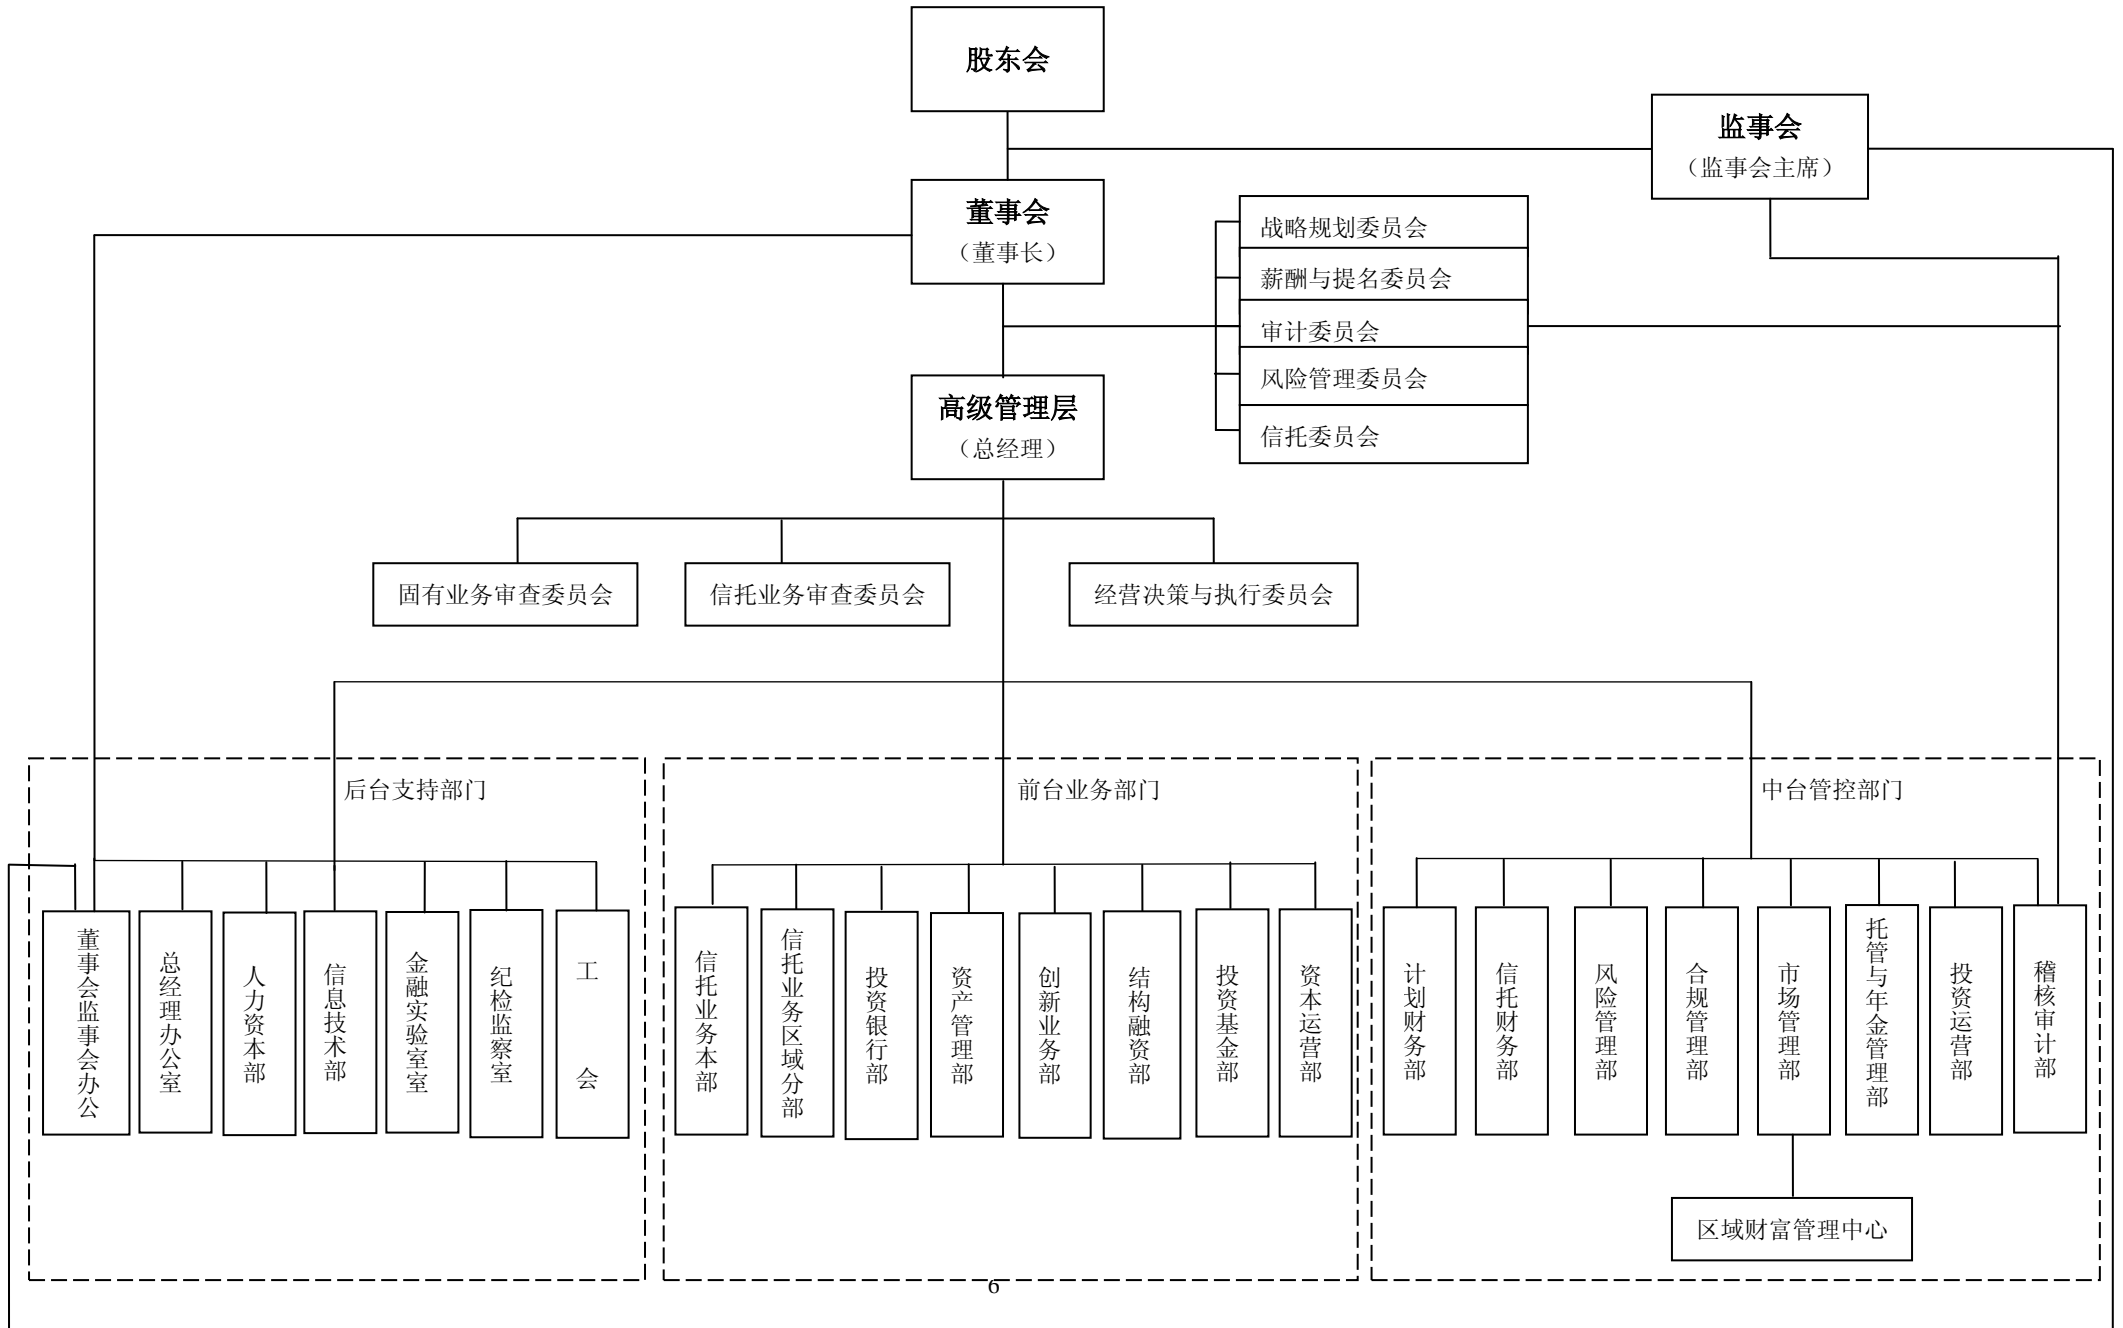 股东会
监事会
（监事会主席）
董事会
（董事长）
战略规划委员会
薪酬与提名委员会
审计委员会
风险管理委员会
信托委员会
高级管理层
（总经理）
固有业务审查委员会
信托业务审查委员会
经营决策与执行委员会
后台支持部门
前台业务部门
中台管控部门
董事会监事会办公
总经理办公室
人力资本部
信息技术部
金融实验室室
纪检监察室
工会
信托业务本部
信托业务区域分部
投资银行部
资产管理部
创新业务部
结构融资部
投资基金部
资本运营部
计划财务部
信托财务部
风险管理部
合规管理部
市场管理部
托管与年金管理部
投资运营部
稽核审计部
区域财富管理中心
6